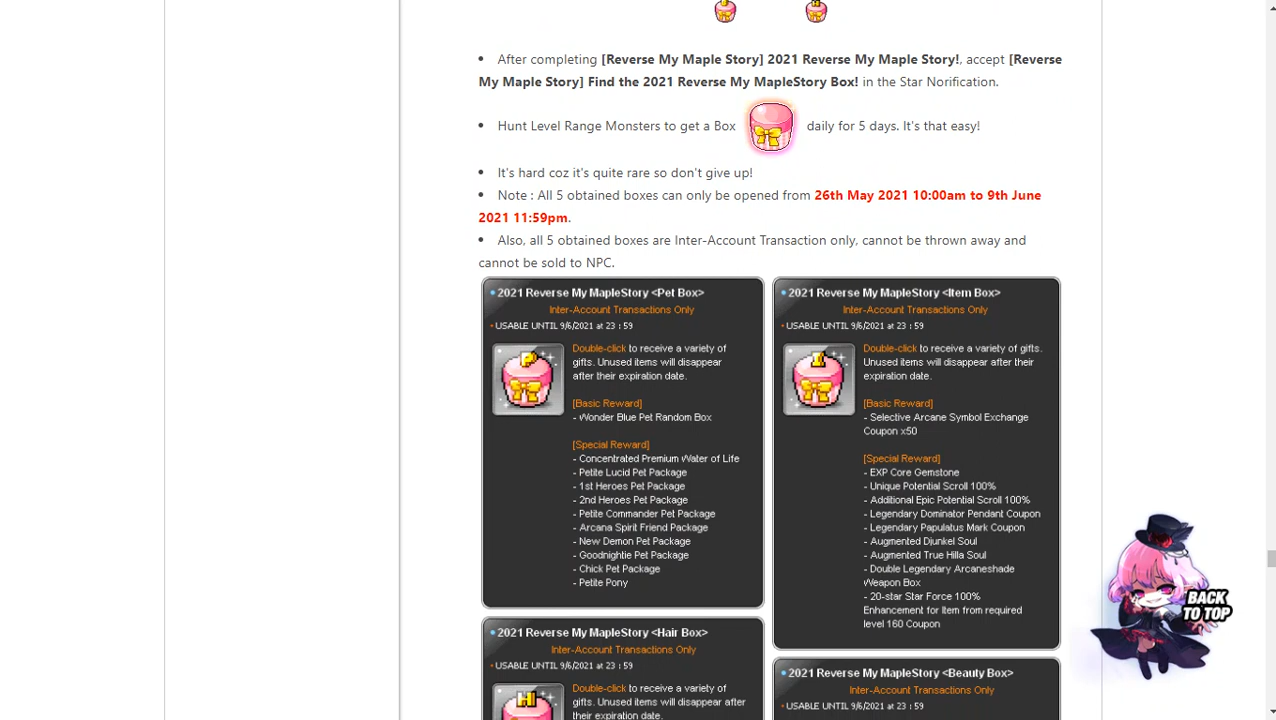 • After completing [Reverse My Maple Story] 2021 Reverse My Maple Story!, accept [Reverse
My Maple Story] Find the 2021 Reverse My MapleStory Box! in the Star Norification.
• Hunt Level Range Monsters to get a Box daily for 5 days. It's that easy!
• It's hard coz it's quite rare so don't give up!
• Note : All 5 obtained boxes can only be opened from 26th May 2021 10:00am to 9th June
2021 11:59pm.
• Also, all 5 obtained boxes are Inter-Account Transaction only, cannot be thrown away and
cannot be sold to NPC.
2021 Reverse My MapleStory <Pet Box>
Inter-Account Transactions Only
• USABLE UNTIL 9/6/2021 at 23 : 59
Double-click to receive a variety of
gifts. Unused items will disappear
after their expiration date.
[Basic Reward]
- Wonder Blue Pet Random Box
[Special Reward]
- Concentrated Premium Water of Life
- Petite Lucid Pet Package
- 1st Heroes Pet Package
- 2nd Heroes Pet Package
- Petite Commander Pet Package
- Arcana Spirit Friend Package
- New Demon Pet Package
- Goodnightie Pet Package
- Chick Pet Package
- Petite Pony
2021 Reverse My MapleStory <Item Box>
Inter-Account Transactions Only
• USABLE UNTIL 9/6/2021 at 23 : 59
Double-click to receive a variety of gifts.
Unused items will disappear after their
expiration date.
[Basic Reward]
- Selective Arcane Symbol Exchange
Coupon x50
[Special Reward]
- EXP Core Gemstone
- Unique Potential Scroll 100%
- Additional Epic Potential Scroll 100%
- Legendary Dominator Pendant Coupon
- Legendary Papulatus Mark Coupon
- Augmented Djunkel Soul
- Augmented True Hilla Soul
- Double Legendary Arcaneshade
Weapon Box
- 20-star Star Force 100%
Enhancement for Item from required
level 160 Coupon
2021 Reverse My MapleStory <Hair Box>
Inter-Account Transactions Only
• USABLE UNTIL 9/6/2021 at 23 : 59
Double-click to receive a variety of
gifts. Unused items will disappear after
their expiration date.
2021 Reverse My MapleStory <Beauty Box>
Inter-Account Transactions Only
• USABLE UNTIL 9/6/2021 at 23 : 59
BACK
TO TOP